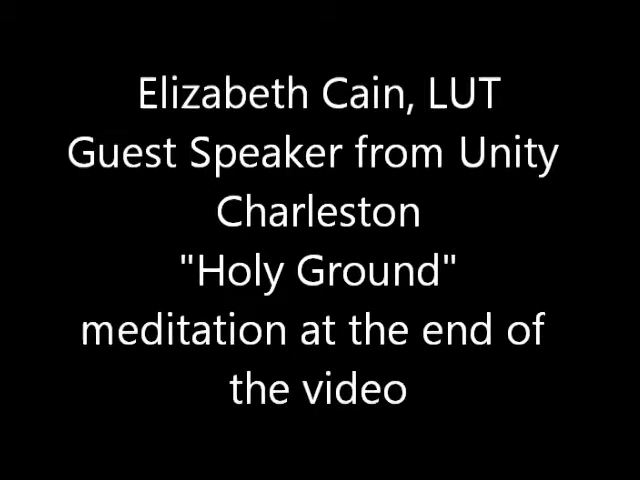 Elizabeth Cain, LUT
Guest Speaker from Unity
Charleston
"Holy Ground"
meditation at the end of
the video